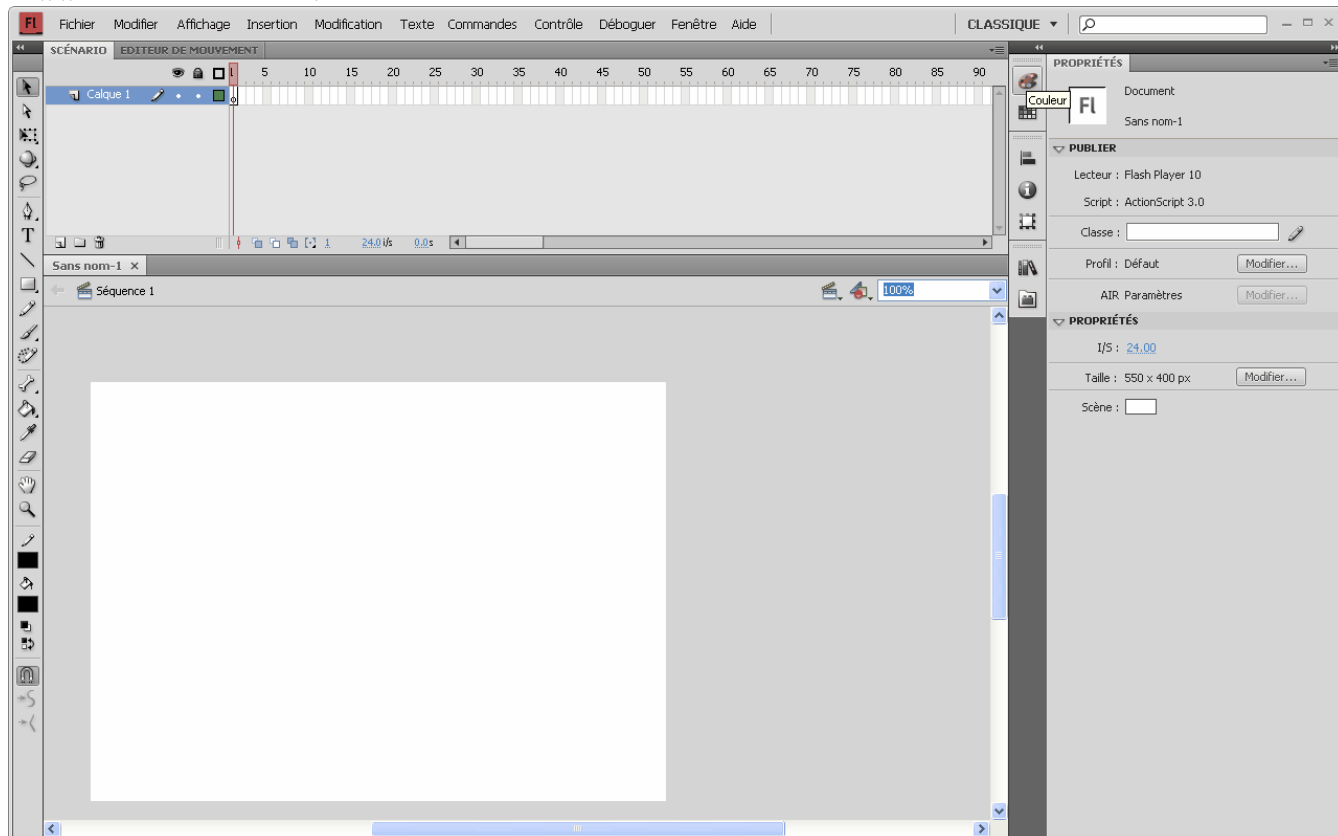 Fl Fichier Modifier Affichage Insertion Modification Texte Commandes Contrôle Déboguer Fenêtre Aide CLASSIQUE
SCÉNARIO EDITEUR DE MOUVEMENT
PROPRIÉTÉS
1 5 10 15 20 25 30 35 40 45 50 55 60 65 70 75 80 85 90
Calque 1
Couleur
Fl
Document
Sans nom-1
PUBLIER
Lecteur : Flash Player 10
Script : ActionScript 3.0
Classe :
T
1 24.0 i/s 0.0 s
Sans nom-1 ×
Profil : Défaut Modifier...
Séquence 1 100%
AIR Paramètres Modifier...
PROPRIÉTÉS
I/S : 24.00
Taille : 550 x 400 px Modifier...
Scène :